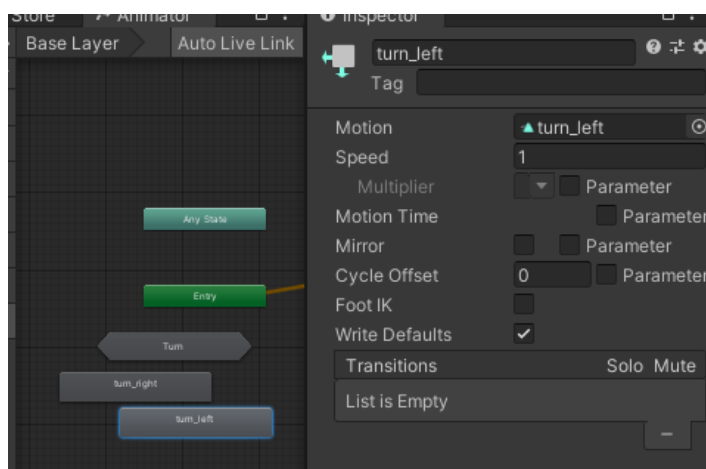 Store
Animator
Inspector
Base Layer
Auto Live Link
turn_left
Tag
Motion
turn_left
Speed
1
Multiplier
Parameter
Motion Time
Parameter
Mirror
Parameter
Cycle Offset
0
Parameter
Foot IK
Write Defaults
Transitions
Solo Mute
List is Empty
Any State
Entry
Turn
turn_right
turn_left